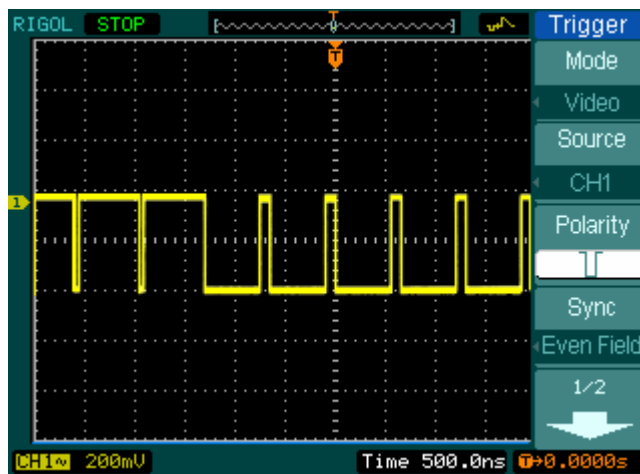 RIGOL STOP
T
T
1
Trigger
Mode
Video
Source
CH1
Polarity
Sync
Even Field
1/2
CH1~ 200mV Time 500.0ns T→0.0000s